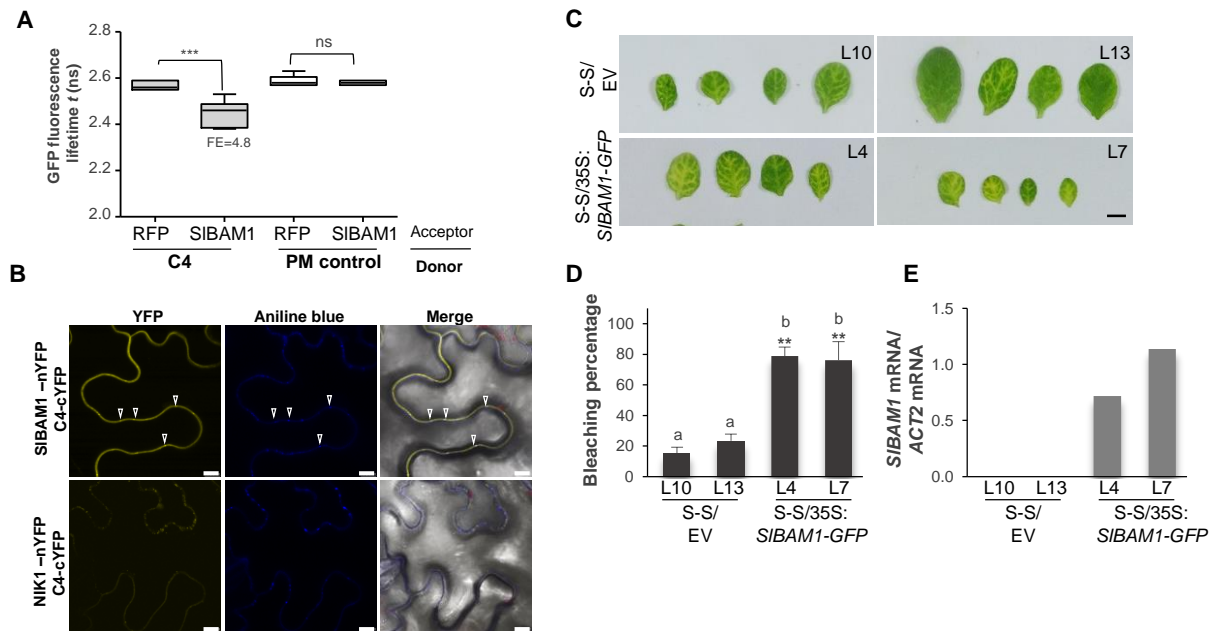 A
GFP fluorescence
lifetime t (ns)
2.8
2.6
2.4
2.2
2.0
***
ns
FE=4.8
RFP SlBAM1 RFP SlBAM1 Acceptor
C4 PM control Donor
B
YFP Aniline blue Merge
SlBAM1 –nYFP
C4-cYFP
NIK1 –nYFP
C4-cYFP
C
S-S/
EV
L10
L13
S-S/35S:
SlBAM1-GFP
L4
L7
D
Bleaching percentage
100
80
60
40
20
0
a a b b
** **
L10 L13 L4 L7
S-S/
EV
S-S/35S:
SlBAM1-GFP
E
SlBAM1 mRNA/
ACT2 mRNA
1.5
1.0
0.5
0.0
L10 L13 L4 L7
S-S/
EV
S-S/35S:
SlBAM1-GFP